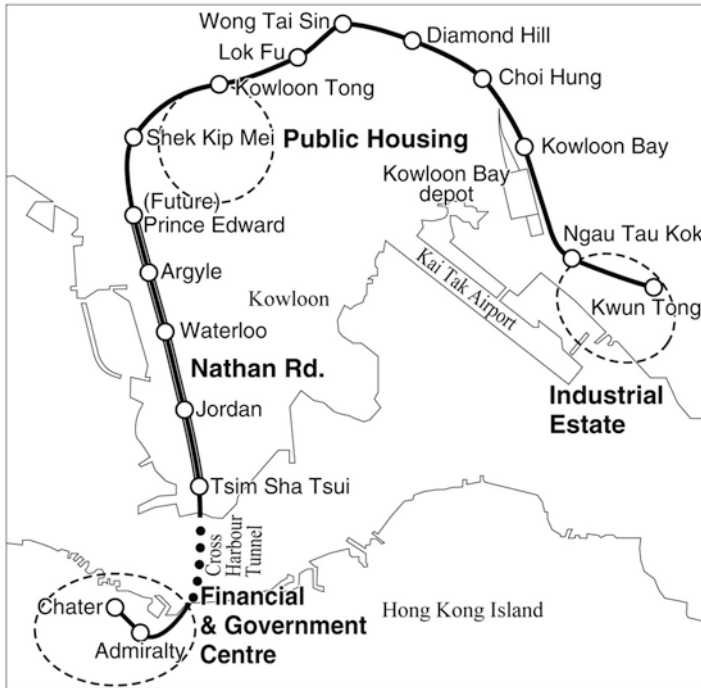 Wong Tai Sin
Diamond Hill
Lok Fu
Choi Hung
Kowloon Tong
Shek Kip Mei
Public Housing
Kowloon Bay
Kowloon Bay
depot
(Future)
Prince Edward
Ngau Tau Kok
Argyle
Kai Tak Airport
Kowloon
Kwun Tong
Waterloo
Nathan Rd.
Industrial
Estate
Jordan
Tsim Sha Tsui
Cross
Harbour
Tunnel
Financial
& Government
Centre
Chater
Admiralty
Hong Kong Island